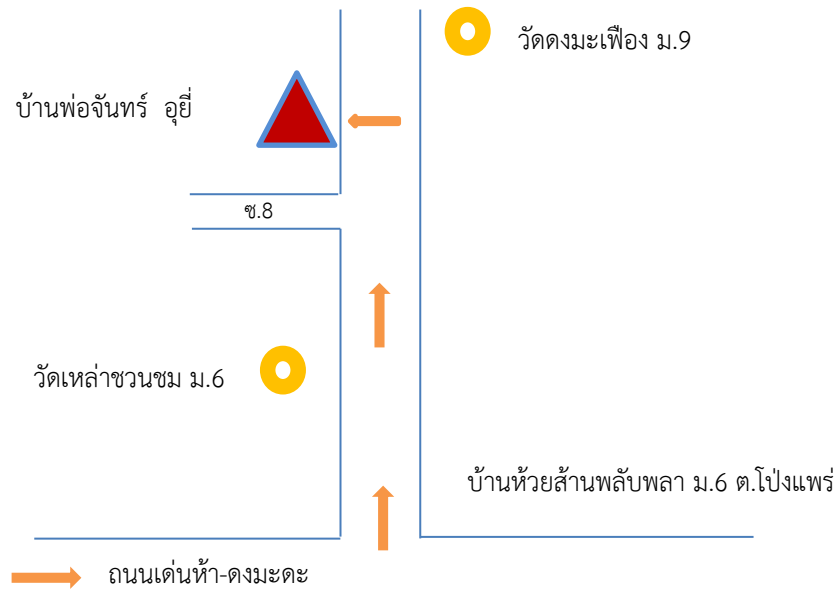 วัดดงมะเฟือง ม.9
บ้านพ่อจันทร์ อุยี่
ซ.8
วัดเหล่าชวนชม ม.6
บ้านห้วยส้านพลับพลา ม.6 ต.โป่งแพร่
ถนนเด่นห้า-ดงมะดะ